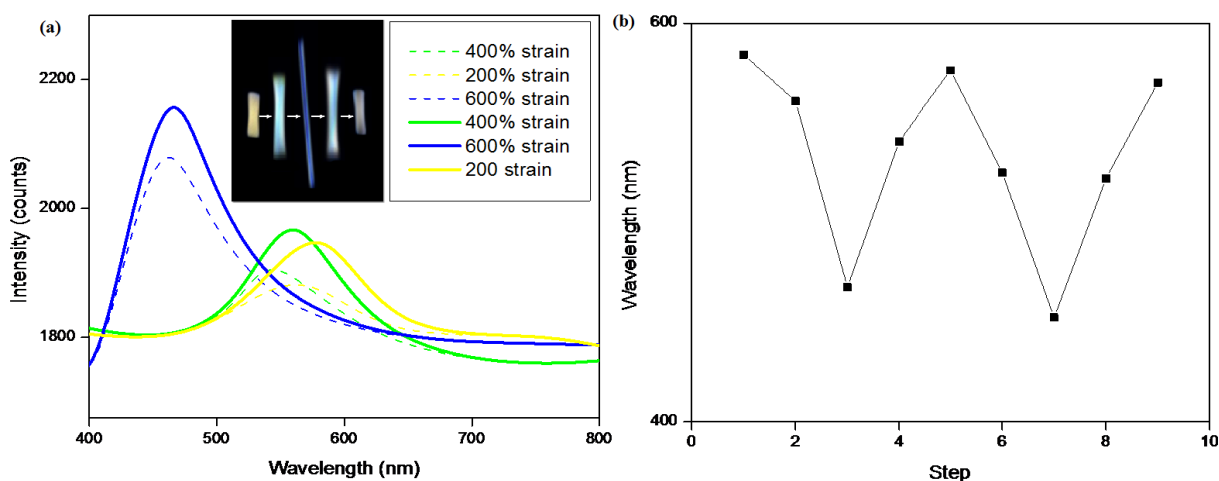 (a)
2200
2000
1800
Intensity (counts)
400 500 600 700 800
Wavelength (nm)
400% strain
200% strain
600% strain
400% strain
600% strain
200 strain
(b)
600
400
Wavelength (nm)
0 2 4 6 8 10
Step